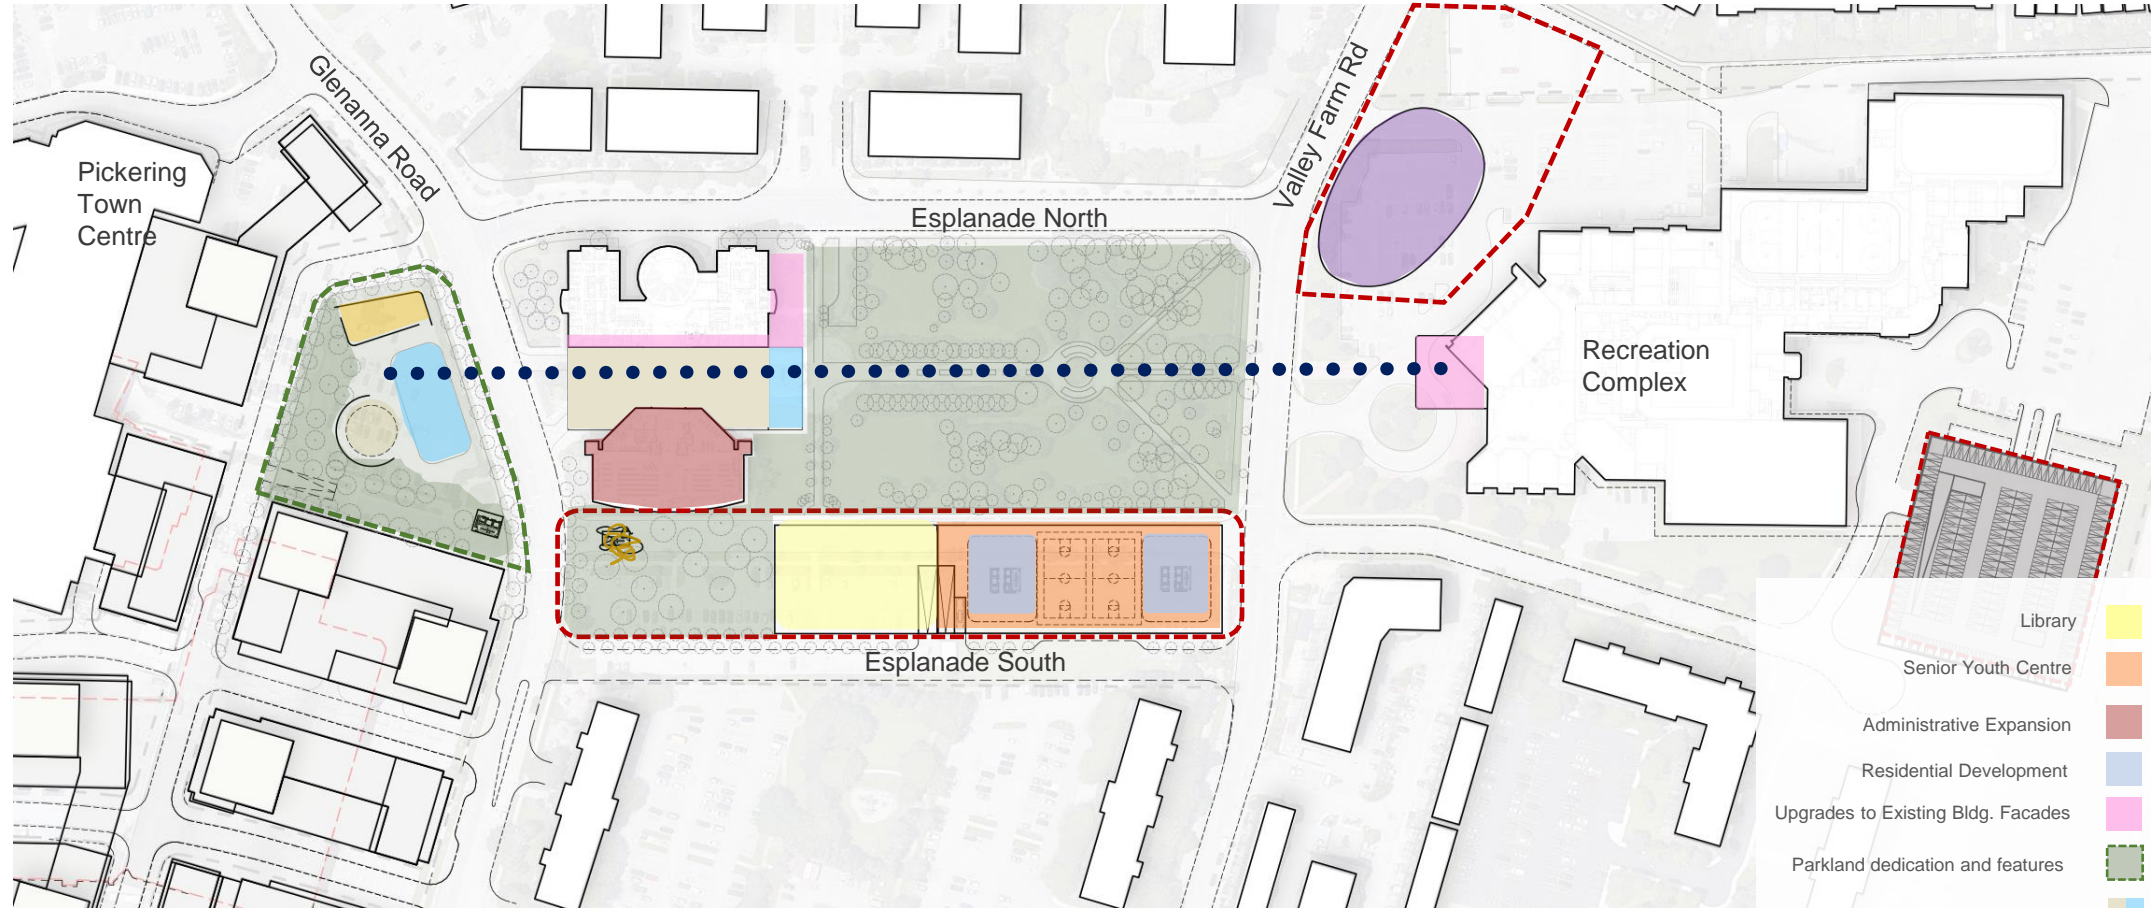 Glenanna Road
Valley Farm Rd
Pickering
Town
Centre
Esplanade North
Recreation
Complex
Esplanade South
Library
Senior Youth Centre
Administrative Expansion
Residential Development
Upgrades to Existing Bldg. Facades
Parkland dedication and features